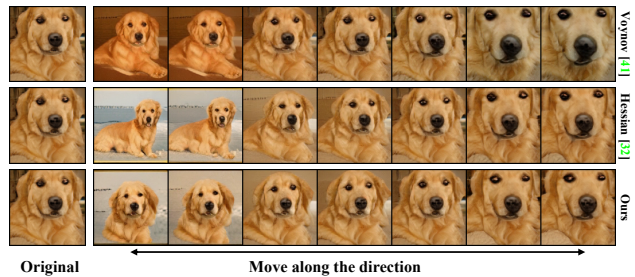 Voynov [41]
Hessian [32]
Ours
Original
Move along the direction